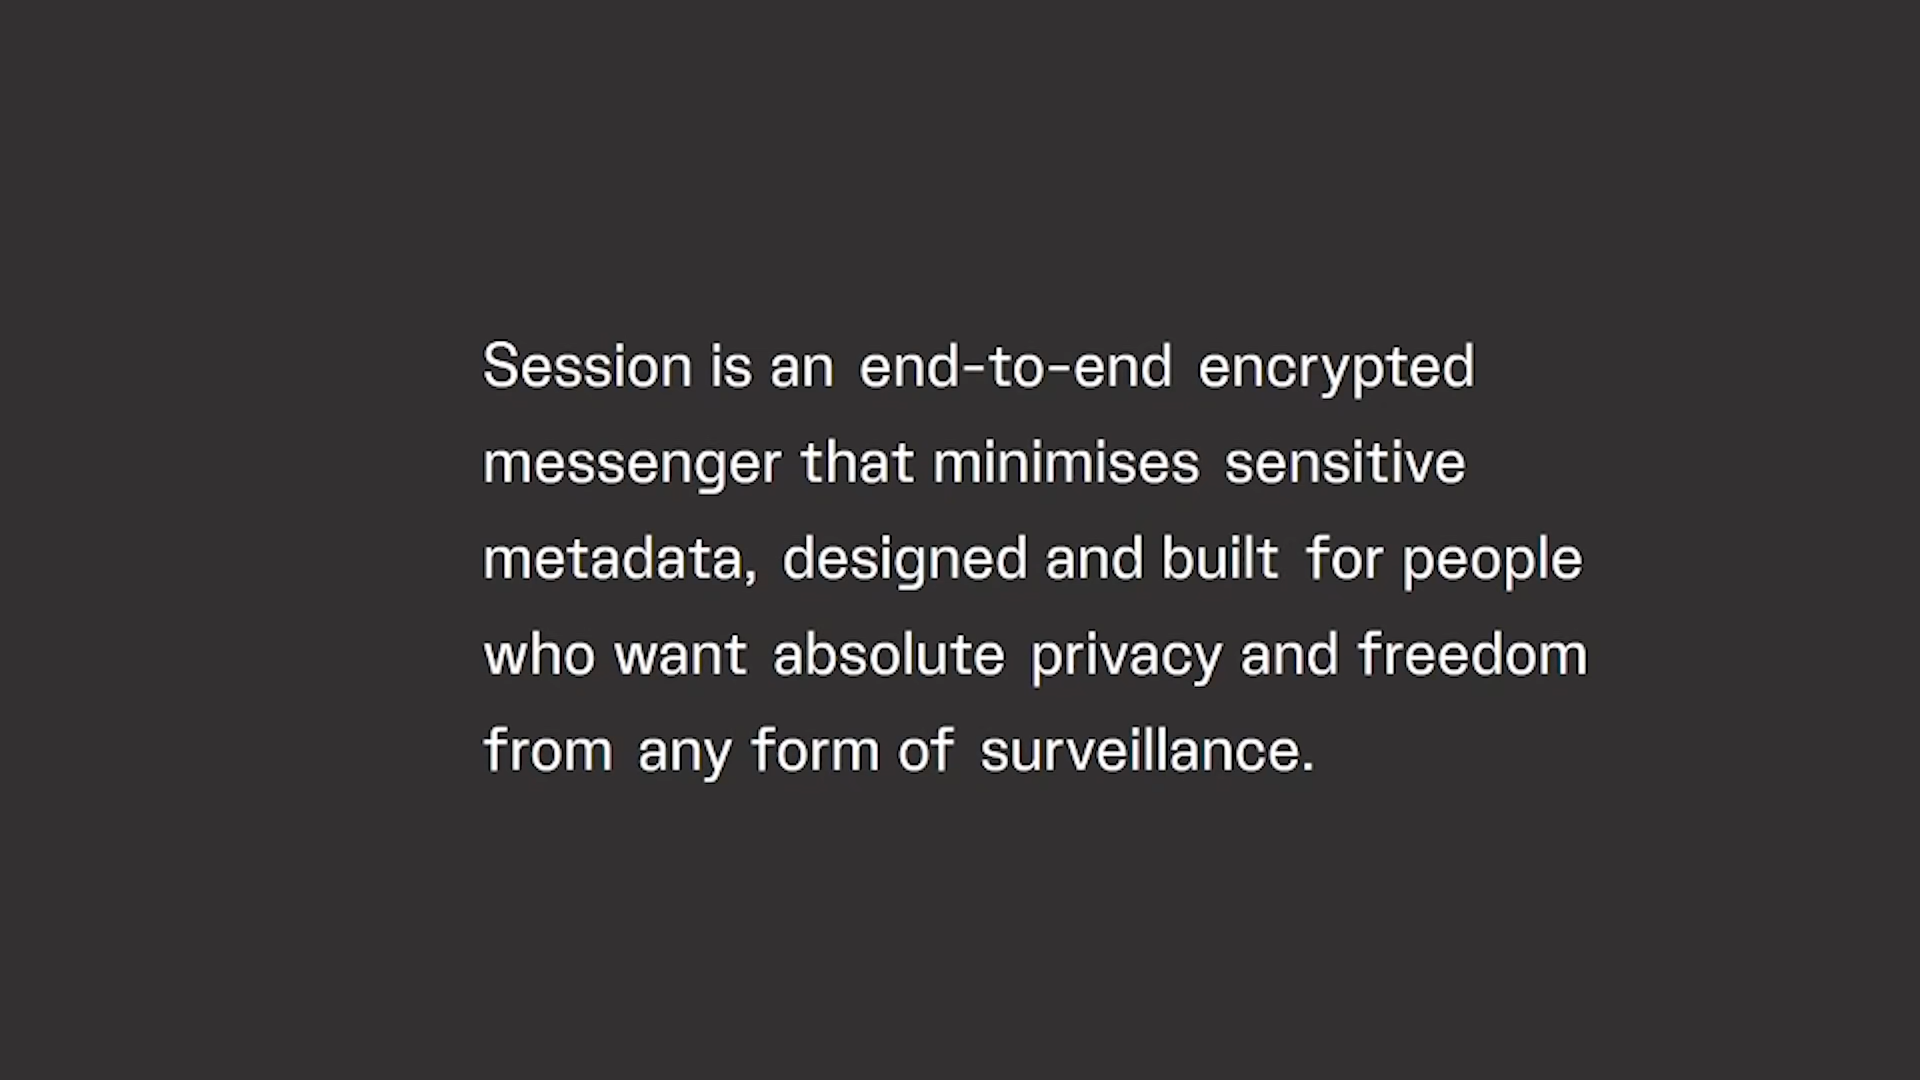 Session is an end-to-end encrypted
messenger that minimises sensitive
metadata, designed and built for people
who want absolute privacy and freedom
from any form of surveillance.